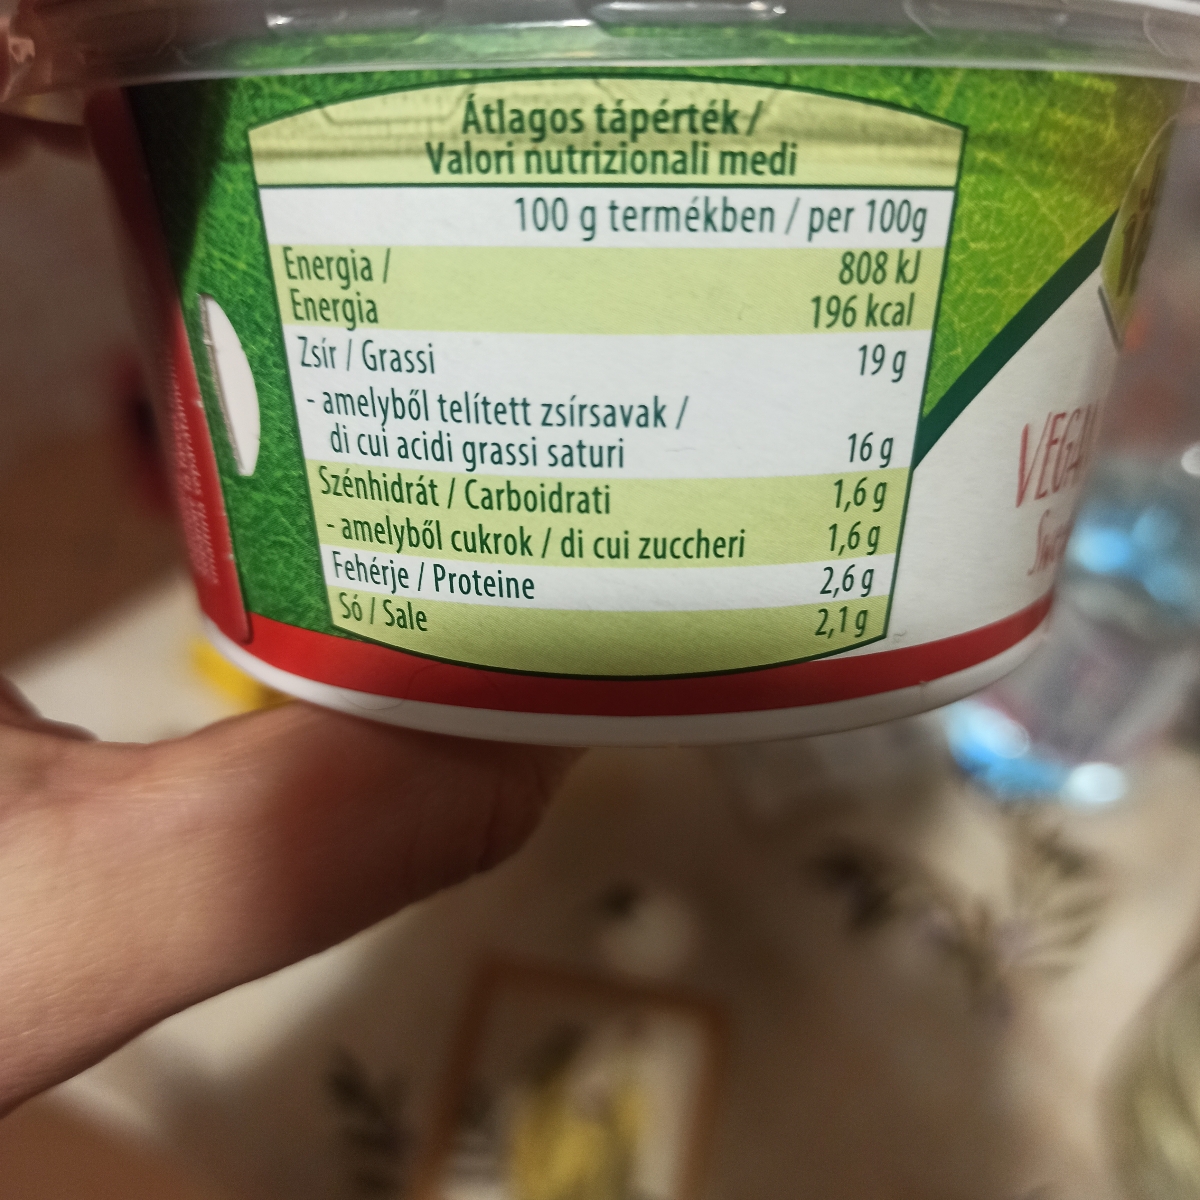 Átlagos tápérték /
Valori nutrizionali medi
100 g termékben / per 100g
Energia /
Energia
808 kJ
196 kcal
Zsír / Grassi 19 g
- amelyből telített zsírsavak /
di cui acidi grassi saturi 16 g
Szénhidrát / Carboidrati 1,6 g
- amelyből cukrok / di cui zuccheri 1,6 g
Fehérje / Proteine 2,6 g
Só / Sale 2,1 g